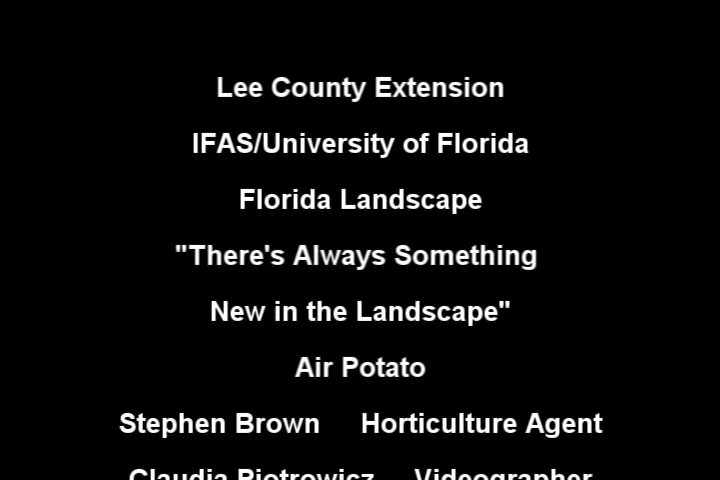 Lee County Extension
IFAS/University of Florida
Florida Landscape
"There's Always Something
New in the Landscape"
Air Potato
Stephen Brown Horticulture Agent
Claudia Piotrowicz Videographer